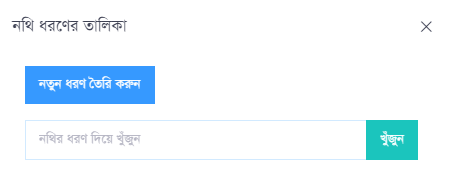 নথি ধরণের তালিকা
নতুন ধরণ তৈরি করুন
নথির ধরণ দিয়ে খুঁজুন
খুঁজুন